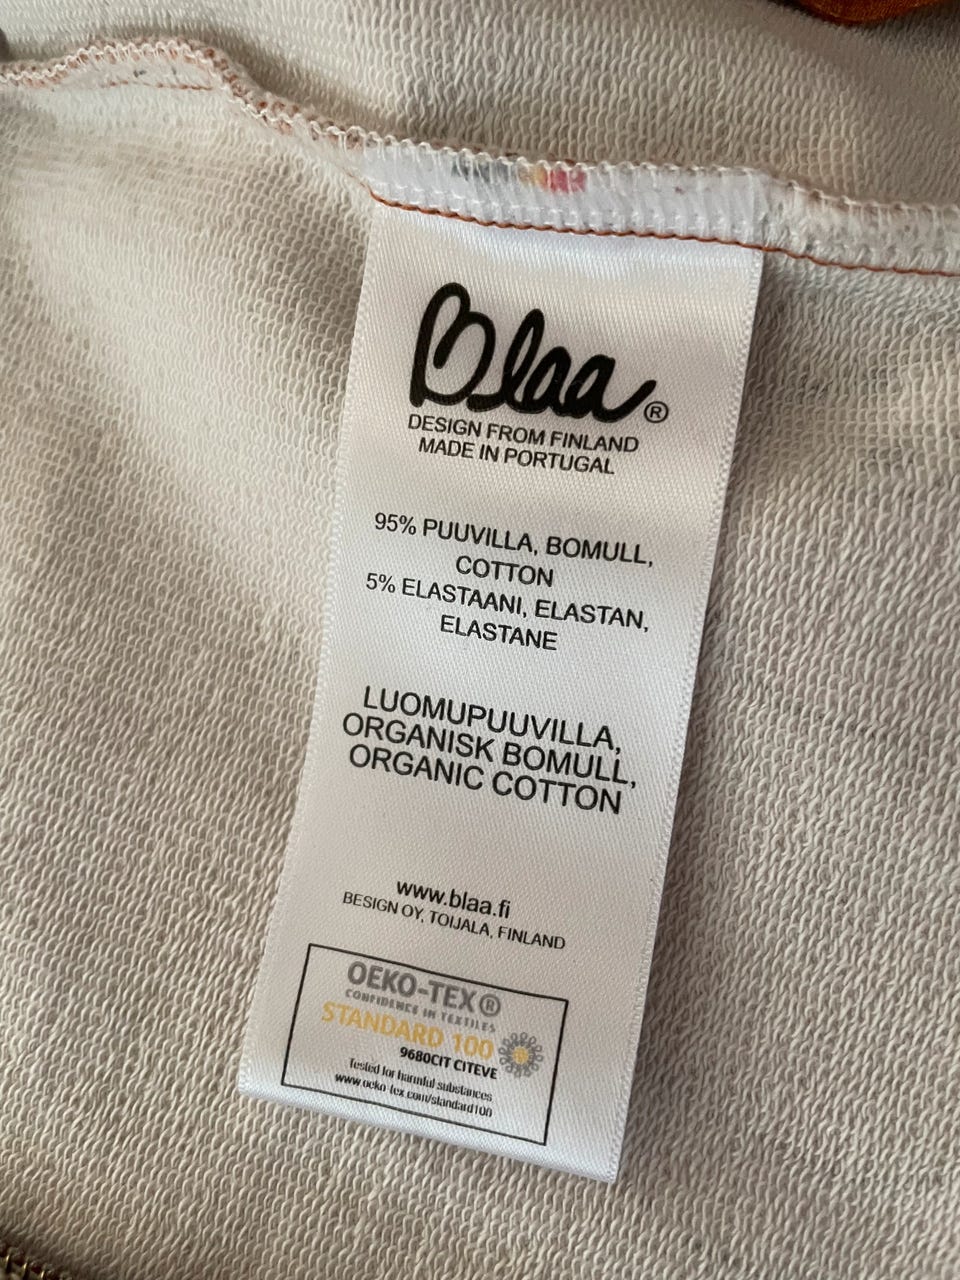 Blaa®
DESIGN FROM FINLAND
MADE IN PORTUGAL
95% PUUVILLA, BOMULL,
COTTON
5% ELASTAANI, ELASTAN,
ELASTANE
LUOMUPUUVILLA,
ORGANISK BOMULL,
ORGANIC COTTON
www.blaa.fi
BESIGN OY, TOIJALA, FINLAND
OEKO-TEX®
CONFIDENCE IN TEXTILES
STANDARD 100
9680CIT CITEVE
Tested for harmful substances
www.oeko-tex.com/standard100